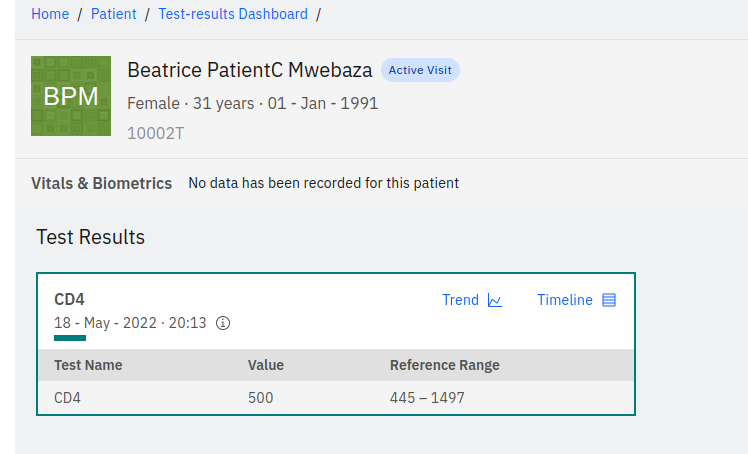 Home / Patient / Test-results Dashboard /
BPM
Beatrice PatientC Mwebaza Active Visit
Female · 31 years · 01 - Jan - 1991
10002T
Vitals & Biometrics No data has been recorded for this patient
Test Results
CD4 Trend Timeline
18 - May - 2022 · 20:13
Test Name Value Reference Range
CD4 500 445 – 1497